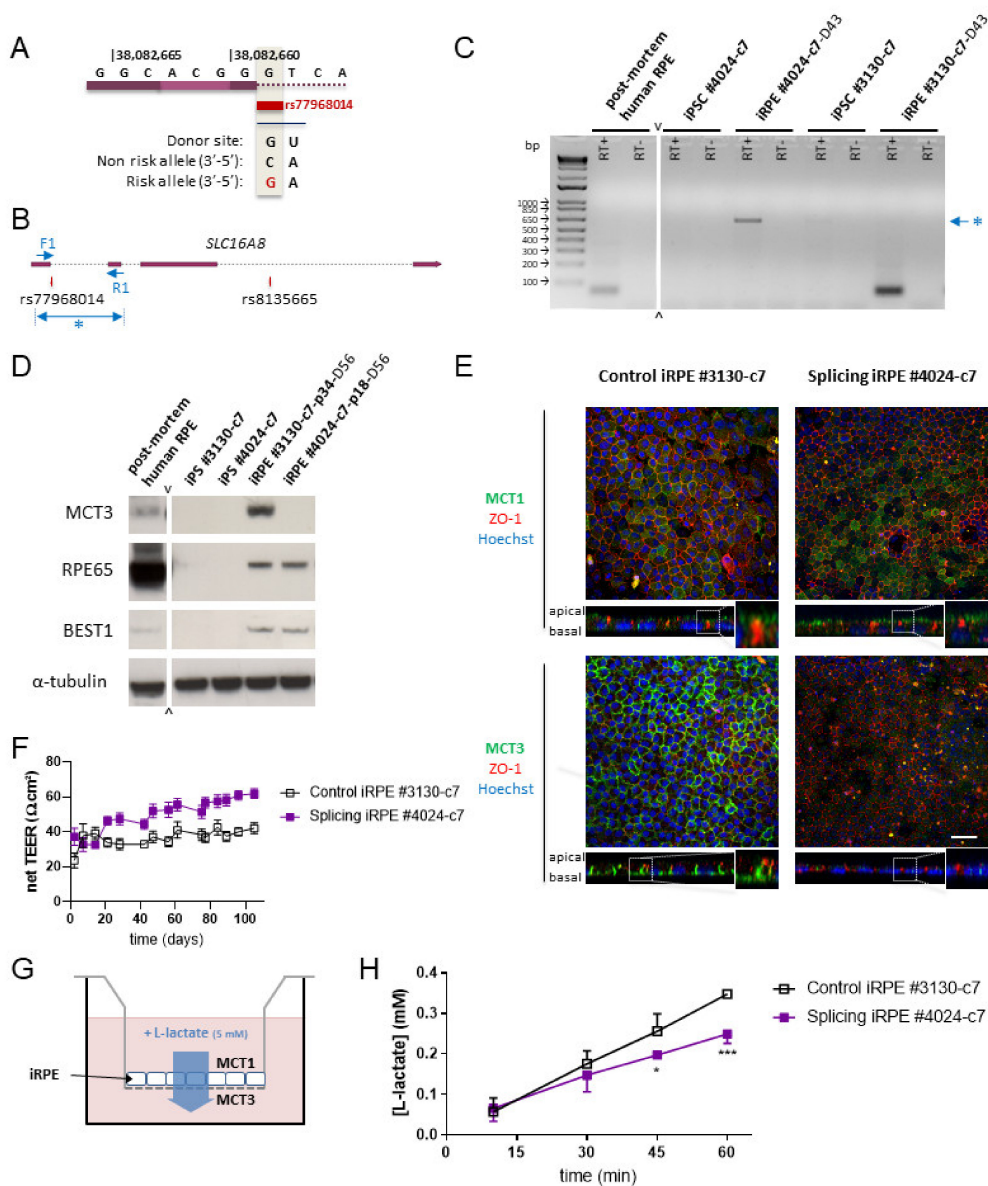 A
|38,082,665 |38,082,660
G G C A C G G G T C A
rs77968014
Donor site: G U
Non risk allele (3’-5’): C A
Risk allele (3’-5’): G A
B
F1
SLC16A8
R1
rs77968014
rs8135665
*
C
post-mortem human RPE
iPSC #4024-c7
iRPE #4024-c7-D43
iPSC #3130-c7
iRPE #3130-c7-D43
v
bp
RT+ RT- RT+ RT- RT+ RT- RT+ RT- RT+ RT-
1000
850
650
500
400
300
200
100
*
^
D
post-mortem human RPE
iPS #3130-c7
iPS #4024-c7
iRPE #3130-c7-p34-D56
iRPE #4024-c7-p18-D56
v
MCT3
RPE65
BEST1
α-tubulin
^
E
Control iRPE #3130-c7
Splicing iRPE #4024-c7
MCT1
ZO-1
Hoechst
apical
basal
MCT3
ZO-1
Hoechst
apical
basal
F
net TEER (Ω.cm²)
80
60
40
20
0
0 20 40 60 80 100
time (days)
Control iRPE #3130-c7
Splicing iRPE #4024-c7
G
+ L-lactate (5 mM)
iRPE
MCT1
MCT3
H
[L-lactate] (mM)
0.4
0.3
0.2
0.1
0.0
0 15 30 45 60
time (min)
*
***
Control iRPE #3130-c7
Splicing iRPE #4024-c7